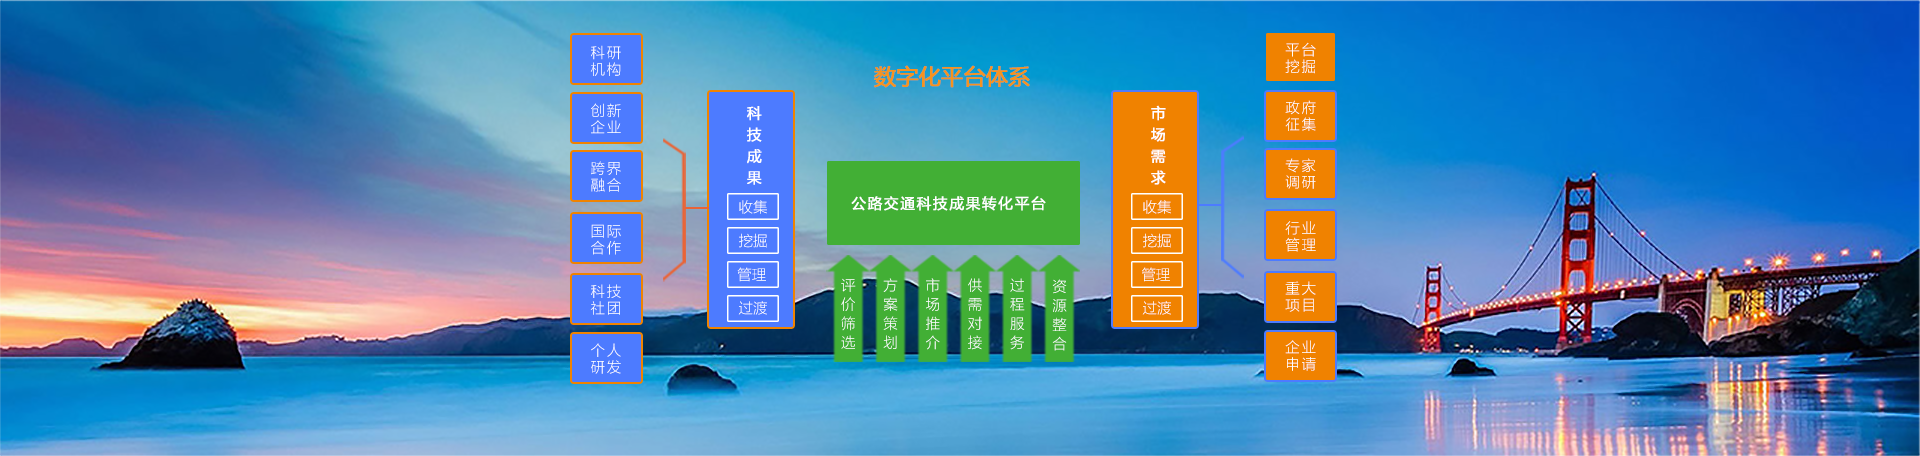 数字化平台体系
科研
机构
创新
企业
跨界
融合
国际
合作
科技
社团
个人
研发
科技成果
收集
挖掘
管理
过渡
公路交通科技成果转化平台
评价筛选
方案策划
市场推介
供需对接
过程服务
资源整合
市场需求
收集
挖掘
管理
过渡
平台
挖掘
政府
征集
专家
调研
行业
管理
重大
项目
企业
申请